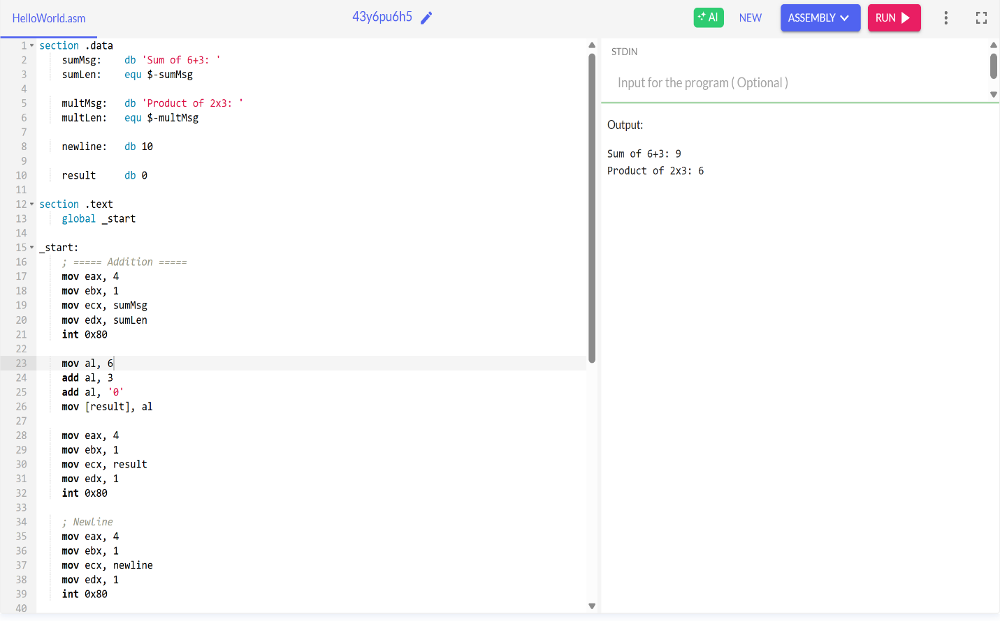 HelloWorld.asm
43y6pu6h5
AI NEW ASSEMBLY RUN
1 section .data
2     sumMsg:    db 'Sum of 6+3: '
3     sumLen:    equ $-sumMsg
4
5     multMsg:   db 'Product of 2x3: '
6     multLen:   equ $-multMsg
7
8     newline:   db 10
9
10     result     db 0
11
12 section .text
13     global _start
14
15 _start:
16     ; ===== Addition =====
17     mov eax, 4
18     mov ebx, 1
19     mov ecx, sumMsg
20     mov edx, sumLen
21     int 0x80
22
23     mov al, 6
24     add al, 3
25     add al, '0'
26     mov [result], al
27
28     mov eax, 4
29     mov ebx, 1
30     mov ecx, result
31     mov edx, 1
32     int 0x80
33
34     ; Newline
35     mov eax, 4
36     mov ebx, 1
37     mov ecx, newline
38     mov edx, 1
39     int 0x80
40
STDIN
Input for the program ( Optional )
Output:
Sum of 6+3: 9
Product of 2x3: 6